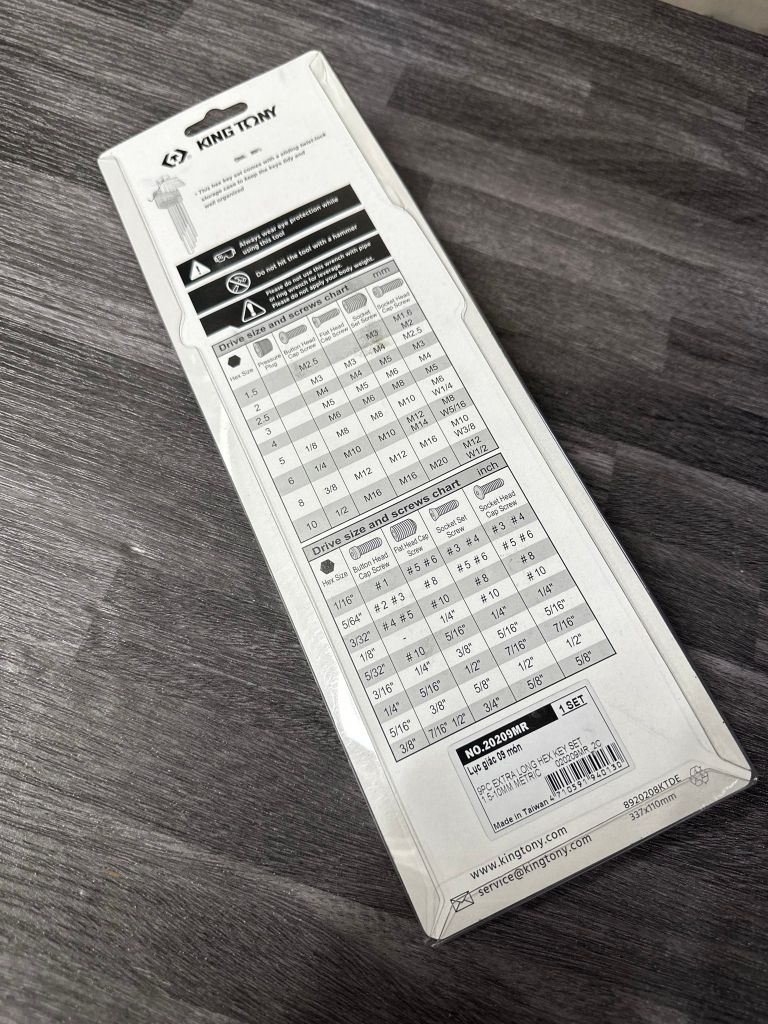 KING TONY
• This hex key set comes with a sliding twist-lock
storage case to keep the keys tidy and
well organized
Always wear eye protection while
using this tool
Do not hit the tool with a hammer
Please do not use this wrench with pipe
or ring wrench for leverage.
Please do not apply your body weight.
Drive size and screws chart mm
Hex Size Pressure Plug Button Head Cap Screw Flat Head Cap Screw Socket Set Screw Socket Head Cap Screw
1.5 M2.5 M3 M1.6 M2
2 M3 M3 M4 M2.5
2.5 M4 M4 M5 M3
3 M5 M5 M6 M4
4 M6 M6 M8 M5
5 1/8 M8 M8 M10 M6 W1/4
6 1/4 M10 M10 M12 M14 M8 W5/16
8 3/8 M12 M12 M16 M10 W3/8
10 1/2 M16 M16 M20 M12 W1/2
Drive size and screws chart inch
Hex Size Button Head Cap Screw Flat Head Cap Screw Socket Set Screw Socket Head Cap Screw
1/16" #1 #5 #6 #3 #4 #3 #4
5/64" #2 #3 #8 #5 #6 #5 #6
3/32" #4 #5 #10 #8 #8
1/8" - 1/4" #10 #10
5/32" #10 5/16" 1/4" 1/4"
3/16" 1/4" 3/8" 5/16" 5/16"
1/4" 5/16" 1/2" 7/16" 7/16"
5/16" 3/8" 5/8" 1/2" 1/2"
3/8" 7/16" 1/2" 3/4" 5/8" 5/8"
NO.20209MR 1 SET
Lục giác 09 món
9PC EXTRA LONG HEX KEY SET
1.5-10MM METRIC 020209MR_2C
Made in Taiwan 4 710591 940130
www.kingtony.com 8920208KTDE
service@kingtony.com 337x110mm